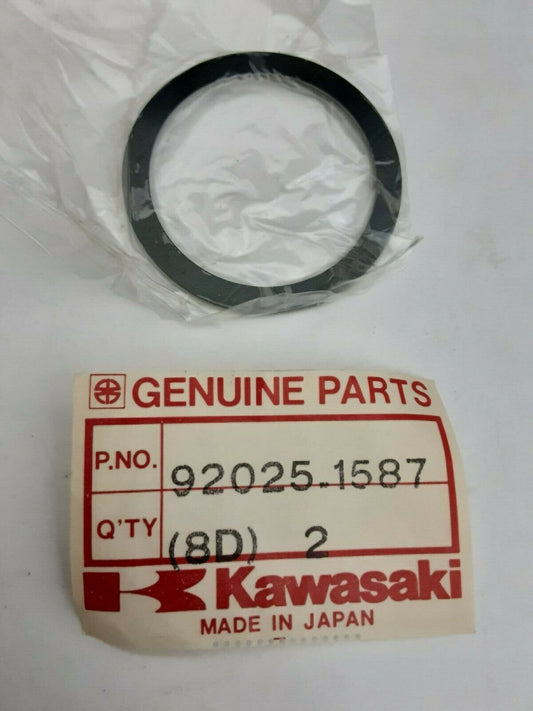 GENUINE PARTS
P.NO. 92025-1587
Q'TY (8D) 2
Kawasaki
MADE IN JAPAN